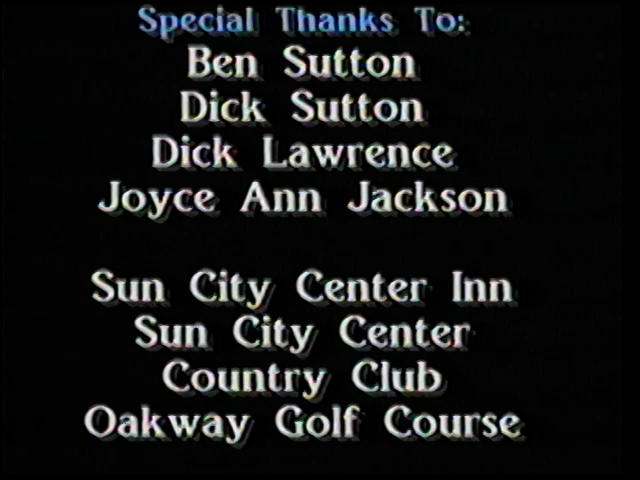 Special Thanks To:
Ben Sutton
Dick Sutton
Dick Lawrence
Joyce Ann Jackson
Sun City Center Inn
Sun City Center
Country Club
Oakway Golf Course